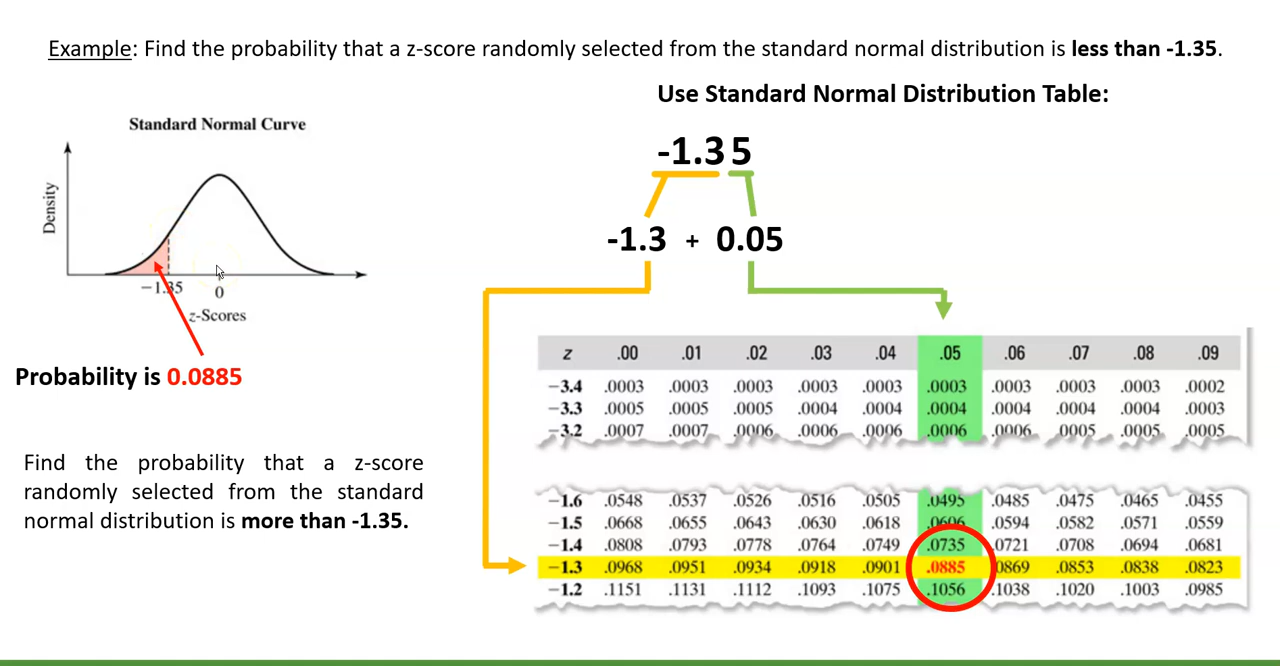 Example: Find the probability that a z-score randomly selected from the standard normal distribution is less than -1.35.
Use Standard Normal Distribution Table:
Standard Normal Curve
-1.35
-1.3 + 0.05
Density
−1.35 0
z-Scores
Probability is 0.0885
Find the probability that a z-score
randomly selected from the standard
normal distribution is more than -1.35.
z .00 .01 .02 .03 .04 .05 .06 .07 .08 .09
−3.4 .0003 .0003 .0003 .0003 .0003 .0003 .0003 .0003 .0003 .0002
−3.3 .0005 .0005 .0005 .0004 .0004 .0004 .0004 .0004 .0004 .0003
−3.2 .0007 .0007 .0006 .0006 .0006 .0006 .0006 .0005 .0005 .0005
−1.6 .0548 .0537 .0526 .0516 .0505 .0495 .0485 .0475 .0465 .0455
−1.5 .0668 .0655 .0643 .0630 .0618 .0606 .0594 .0582 .0571 .0559
−1.4 .0808 .0793 .0778 .0764 .0749 .0735 .0721 .0708 .0694 .0681
−1.3 .0968 .0951 .0934 .0918 .0901 .0885 0869 .0853 .0838 .0823
−1.2 .1151 .1131 .1112 .1093 .1075 .1056 .1038 .1020 .1003 .0985